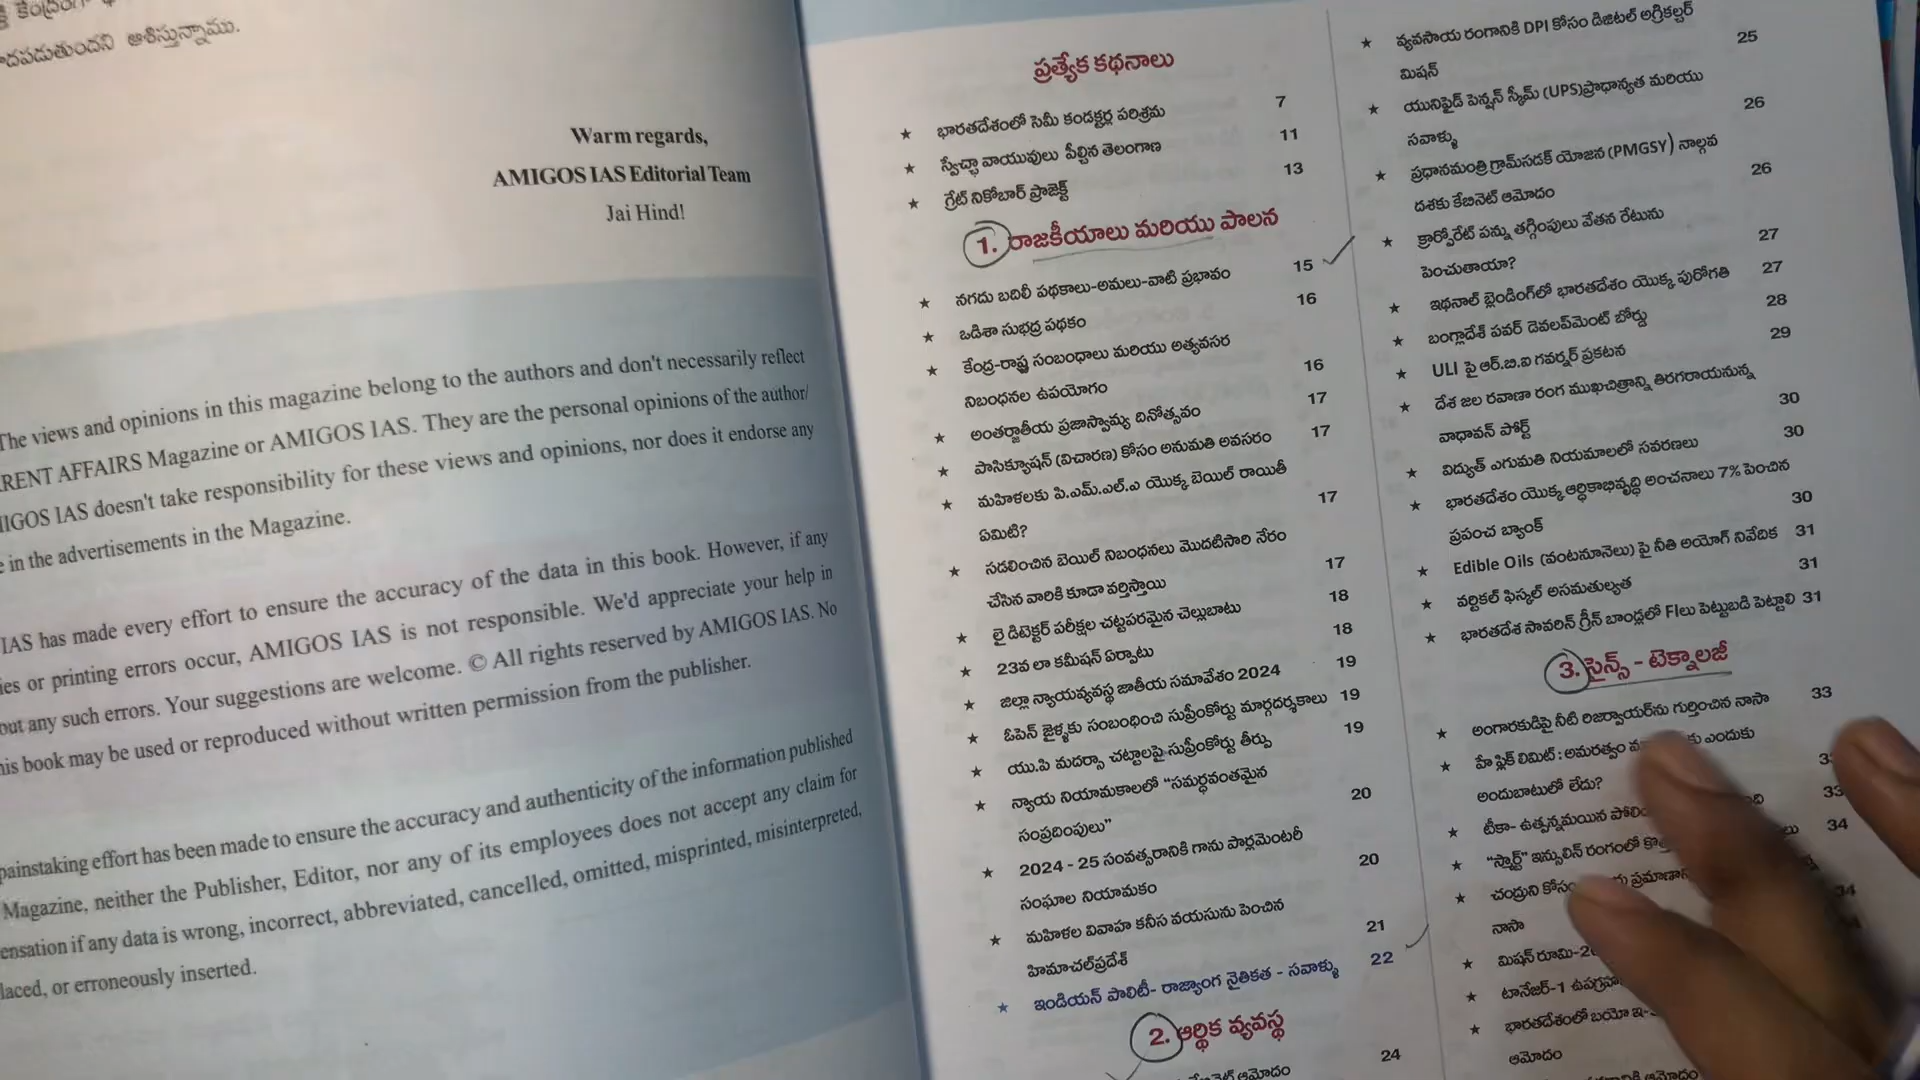 కేంద్రంగా
ఆశిస్తున్నాము.
Warm regards,
AMIGOS IAS Editorial Team
Jai Hind!
The views and opinions in this magazine belong to the authors and don't necessarily reflect
RENT AFFAIRS Magazine or AMIGOS IAS. They are the personal opinions of the author/
IGOS IAS doesn't take responsibility for these views and opinions, nor does it endorse any
in the advertisements in the Magazine.
IAS has made every effort to ensure the accuracy of the data in this book. However, if any
ies or printing errors occur, AMIGOS IAS is not responsible. We'd appreciate your help in
out any such errors. Your suggestions are welcome. © All rights reserved by AMIGOS IAS. No
his book may be used or reproduced without written permission from the publisher.
painstaking effort has been made to ensure the accuracy and authenticity of the information published
Magazine, neither the Publisher, Editor, nor any of its employees does not accept any claim for
ensation if any data is wrong, incorrect, abbreviated, cancelled, omitted, misprinted, misinterpreted,
laced, or erroneously inserted.
ప్రత్యేక కథనాలు
★ భారతదేశంలో సెమీ కండక్టర్ల పరిశ్రమ 7
★ స్వేచ్ఛా వాయువులు పీల్చిన తెలంగాణ 11
★ గ్రేట్ నికోబార్ ప్రాజెక్ట్ 13
1. రాజకీయాలు మరియు పాలన
★ నగదు బదిలీ పథకాలు-అమలు-వాటి ప్రభావం 15
★ ఒడిశా సుభద్ర పథకం 16
★ కేంద్ర-రాష్ట్ర సంబంధాలు మరియు అత్యవసర
నిబంధనల ఉపయోగం 16
★ అంతర్జాతీయ ప్రజాస్వామ్య దినోత్సవం 17
★ పాసిక్యూషన్ (విచారణ) కోసం అనుమతి అవసరం 17
★ మహిళలకు పి.ఎమ్.ఎల్.ఎ యొక్క బెయిల్ రాయితీ
ఏమిటి? 17
★ సడలించిన బెయిల్ నిబంధనలు మొదటిసారి నేరం
చేసిన వారికి కూడా వర్తిస్తాయి 17
★ లై డిటెక్టర్ పరీక్షల చట్టపరమైన చెల్లుబాటు 18
★ 23వ లా కమీషన్ ఏర్పాటు 18
★ జిల్లా న్యాయవ్యవస్థ జాతీయ సమావేశం 2024 19
★ ఓపెన్ జైళ్ళకు సంబంధించి సుప్రీంకోర్టు మార్గదర్శకాలు 19
★ యు.పి మదర్సా చట్టాలపై సుప్రీంకోర్టు తీర్పు 19
★ న్యాయ నియామకాలలో “సమర్ధవంతమైన
సంప్రదింపులు” 20
★ 2024 - 25 సంవత్సరానికి గాను పార్లమెంటరీ
సంఘాల నియామకం 20
★ మహిళల వివాహ కనీస వయసును పెంచిన
హిమాచల్‌ప్రదేశ్ 21
★ ఇండియన్ పాలిటీ- రాజ్యాంగ నైతికత - సవాళ్ళు 22
2. ఆర్థిక వ్యవస్థ
ఆమోదం 24
★ వ్యవసాయ రంగానికి DPI కోసం డిజిటల్ అగ్రికల్చర్
మిషన్ 25
★ యునిఫైడ్ పెన్షన్ స్కీమ్ (UPS)ప్రాధాన్యత మరియు
సవాళ్ళు 26
★ ప్రధానమంత్రి గ్రామ్‌సడక్ యోజన (PMGSY) నాల్గవ
దశకు కేబినెట్ ఆమోదం 26
★ కార్పోరేట్ పన్ను తగ్గింపులు వేతన రేటును
పెంచుతాయా? 27
★ ఇథనాల్ బ్లెండింగ్‌లో భారతదేశం యొక్క పురోగతి 27
★ బంగ్లాదేశ్ పవర్ డెవలప్‌మెంట్ బోర్డు 28
★ ULI పై ఆర్.బి.ఐ గవర్నర్ ప్రకటన 29
★ దేశ జల రవాణా రంగ ముఖచిత్రాన్ని తిరగరాయనున్న
వాధావన్ పోర్ట్ 30
★ విద్యుత్ ఎగుమతి నియమాలలో సవరణలు 30
★ భారతదేశం యొక్క ఆర్థికాభివృద్ధి అంచనాలు 7% పెంచిన
ప్రపంచ బ్యాంక్ 30
★ Edible Oils (వంటనూనెలు) పై నీతి అయోగ్ నివేదిక 31
★ వర్టికల్ ఫిస్కల్ అసమతుల్యత 31
★ భారతదేశ సావరిన్ గ్రీన్ బాండ్లలో FIలు పెట్టుబడి పెట్టాలి 31
3. సైన్స్ - టెక్నాలజీ
★ అంగారకుడిపై నీటి రిజర్వాయర్‌ను గుర్తించిన నాసా 33
★ హేఫ్లిక్ లిమిట్ : అమరత్వం ఎందుకు
అందుబాటులో లేదు?
★ టీకా- ఉత్పన్నమయిన 33
★ “స్మార్ట్” ఇన్సులిన్ రంగంలో 34
★ చంద్రుని కోసం
నాసా 34
★ మిషన్ రూమి
★ టానేజర్-1
★ భారతదేశంలో బయో
ఆమోదం